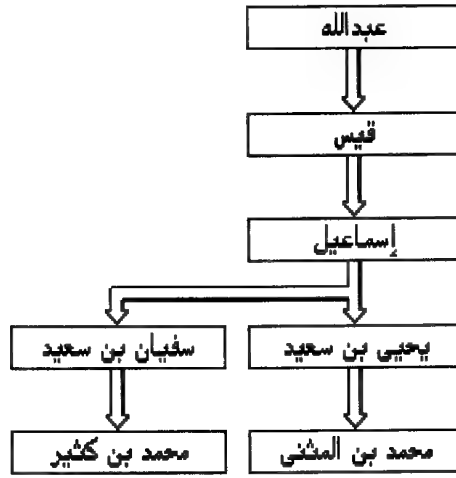 عبدالله
قيس
إسماعيل
يحيى بن سعيد
سفيان بن سعيد
محمد بن المثنى
محمد بن كثير